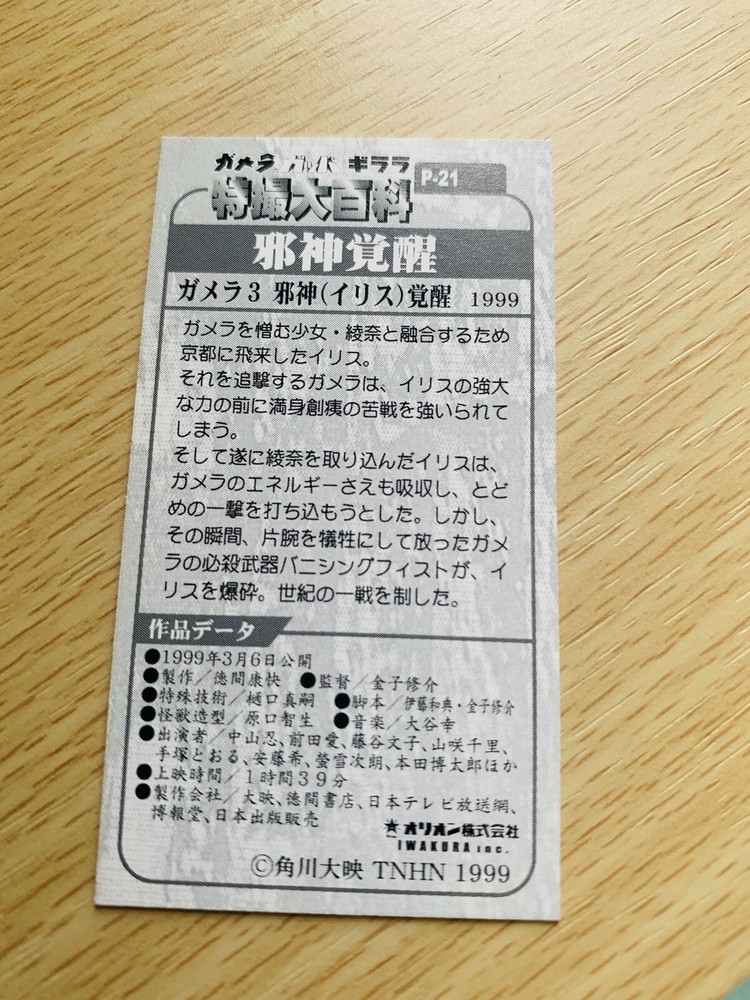 ガメラ ブレイブ ギララ
特撮大百科
P-21
邪神覚醒
ガメラ3 邪神(イリス)覚醒 1999
ガメラを憎む少女・綾奈と融合するため
京都に飛来したイリス。
それを追撃するガメラは、イリスの強大
な力の前に満身創痍の苦戦を強いられて
しまう。
そして遂に綾奈を取り込んだイリスは、
ガメラのエネルギーさえも吸収し、とど
めの一撃を打ち込もうとした。しかし、
その瞬間、片腕を犠牲にして放ったガメ
ラの必殺武器バニシングフィストが、イ
リスを爆砕。世紀の一戦を制した。
作品データ
●1999年3月6日公開
●製作/徳間康快 ●監督/金子修介
●特殊技術/樋口真嗣 ●脚本/伊藤和典・金子修介
●怪獣造型/原口智生 ●音楽/大谷幸
●出演者/中山忍、前田愛、藤谷文子、山咲千里、
手塚とおる、安藤希、螢雪次朗、本田博太郎ほか
●上映時間/1時間39分
●製作会社/大映、徳間書店、日本テレビ放送網、
博報堂、日本出版販売
オリオン株式会社
IWAKURA inc.
©角川大映 TNHN 1999